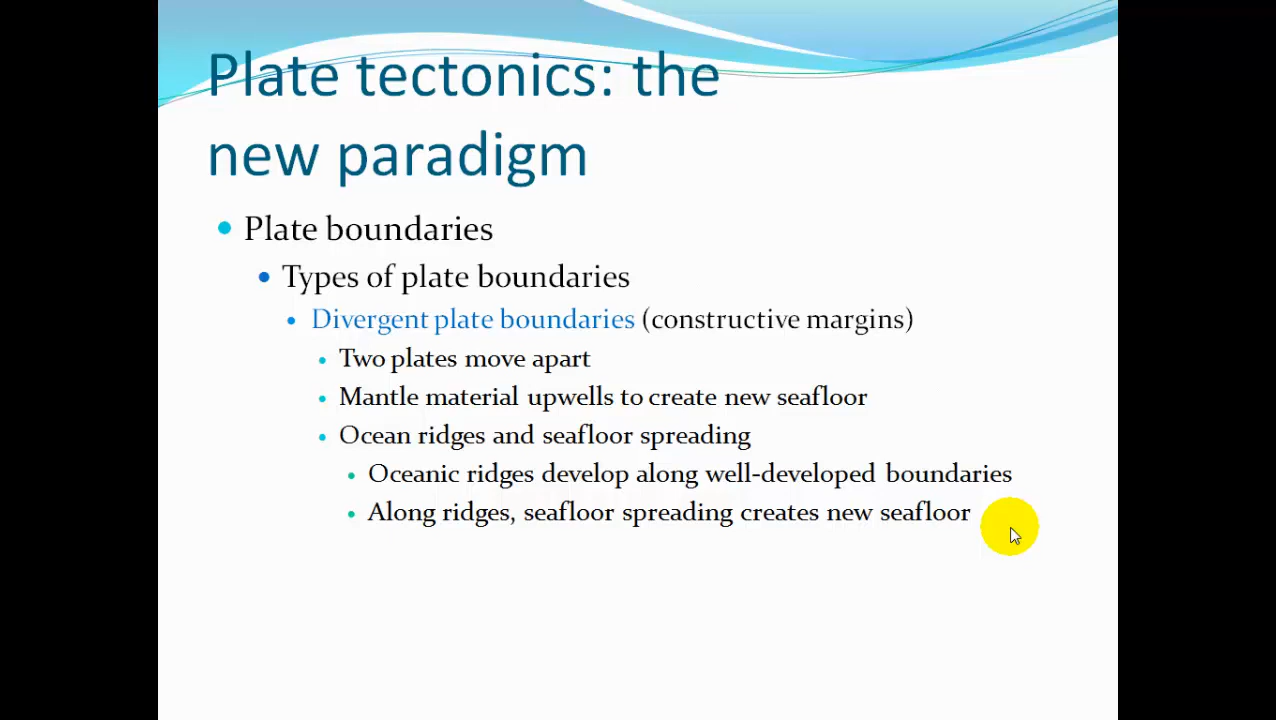 Plate tectonics: the
new paradigm
Plate boundaries
Types of plate boundaries
Divergent plate boundaries (constructive margins)
Two plates move apart
Mantle material upwells to create new seafloor
Ocean ridges and seafloor spreading
Oceanic ridges develop along well-developed boundaries
Along ridges, seafloor spreading creates new seafloor